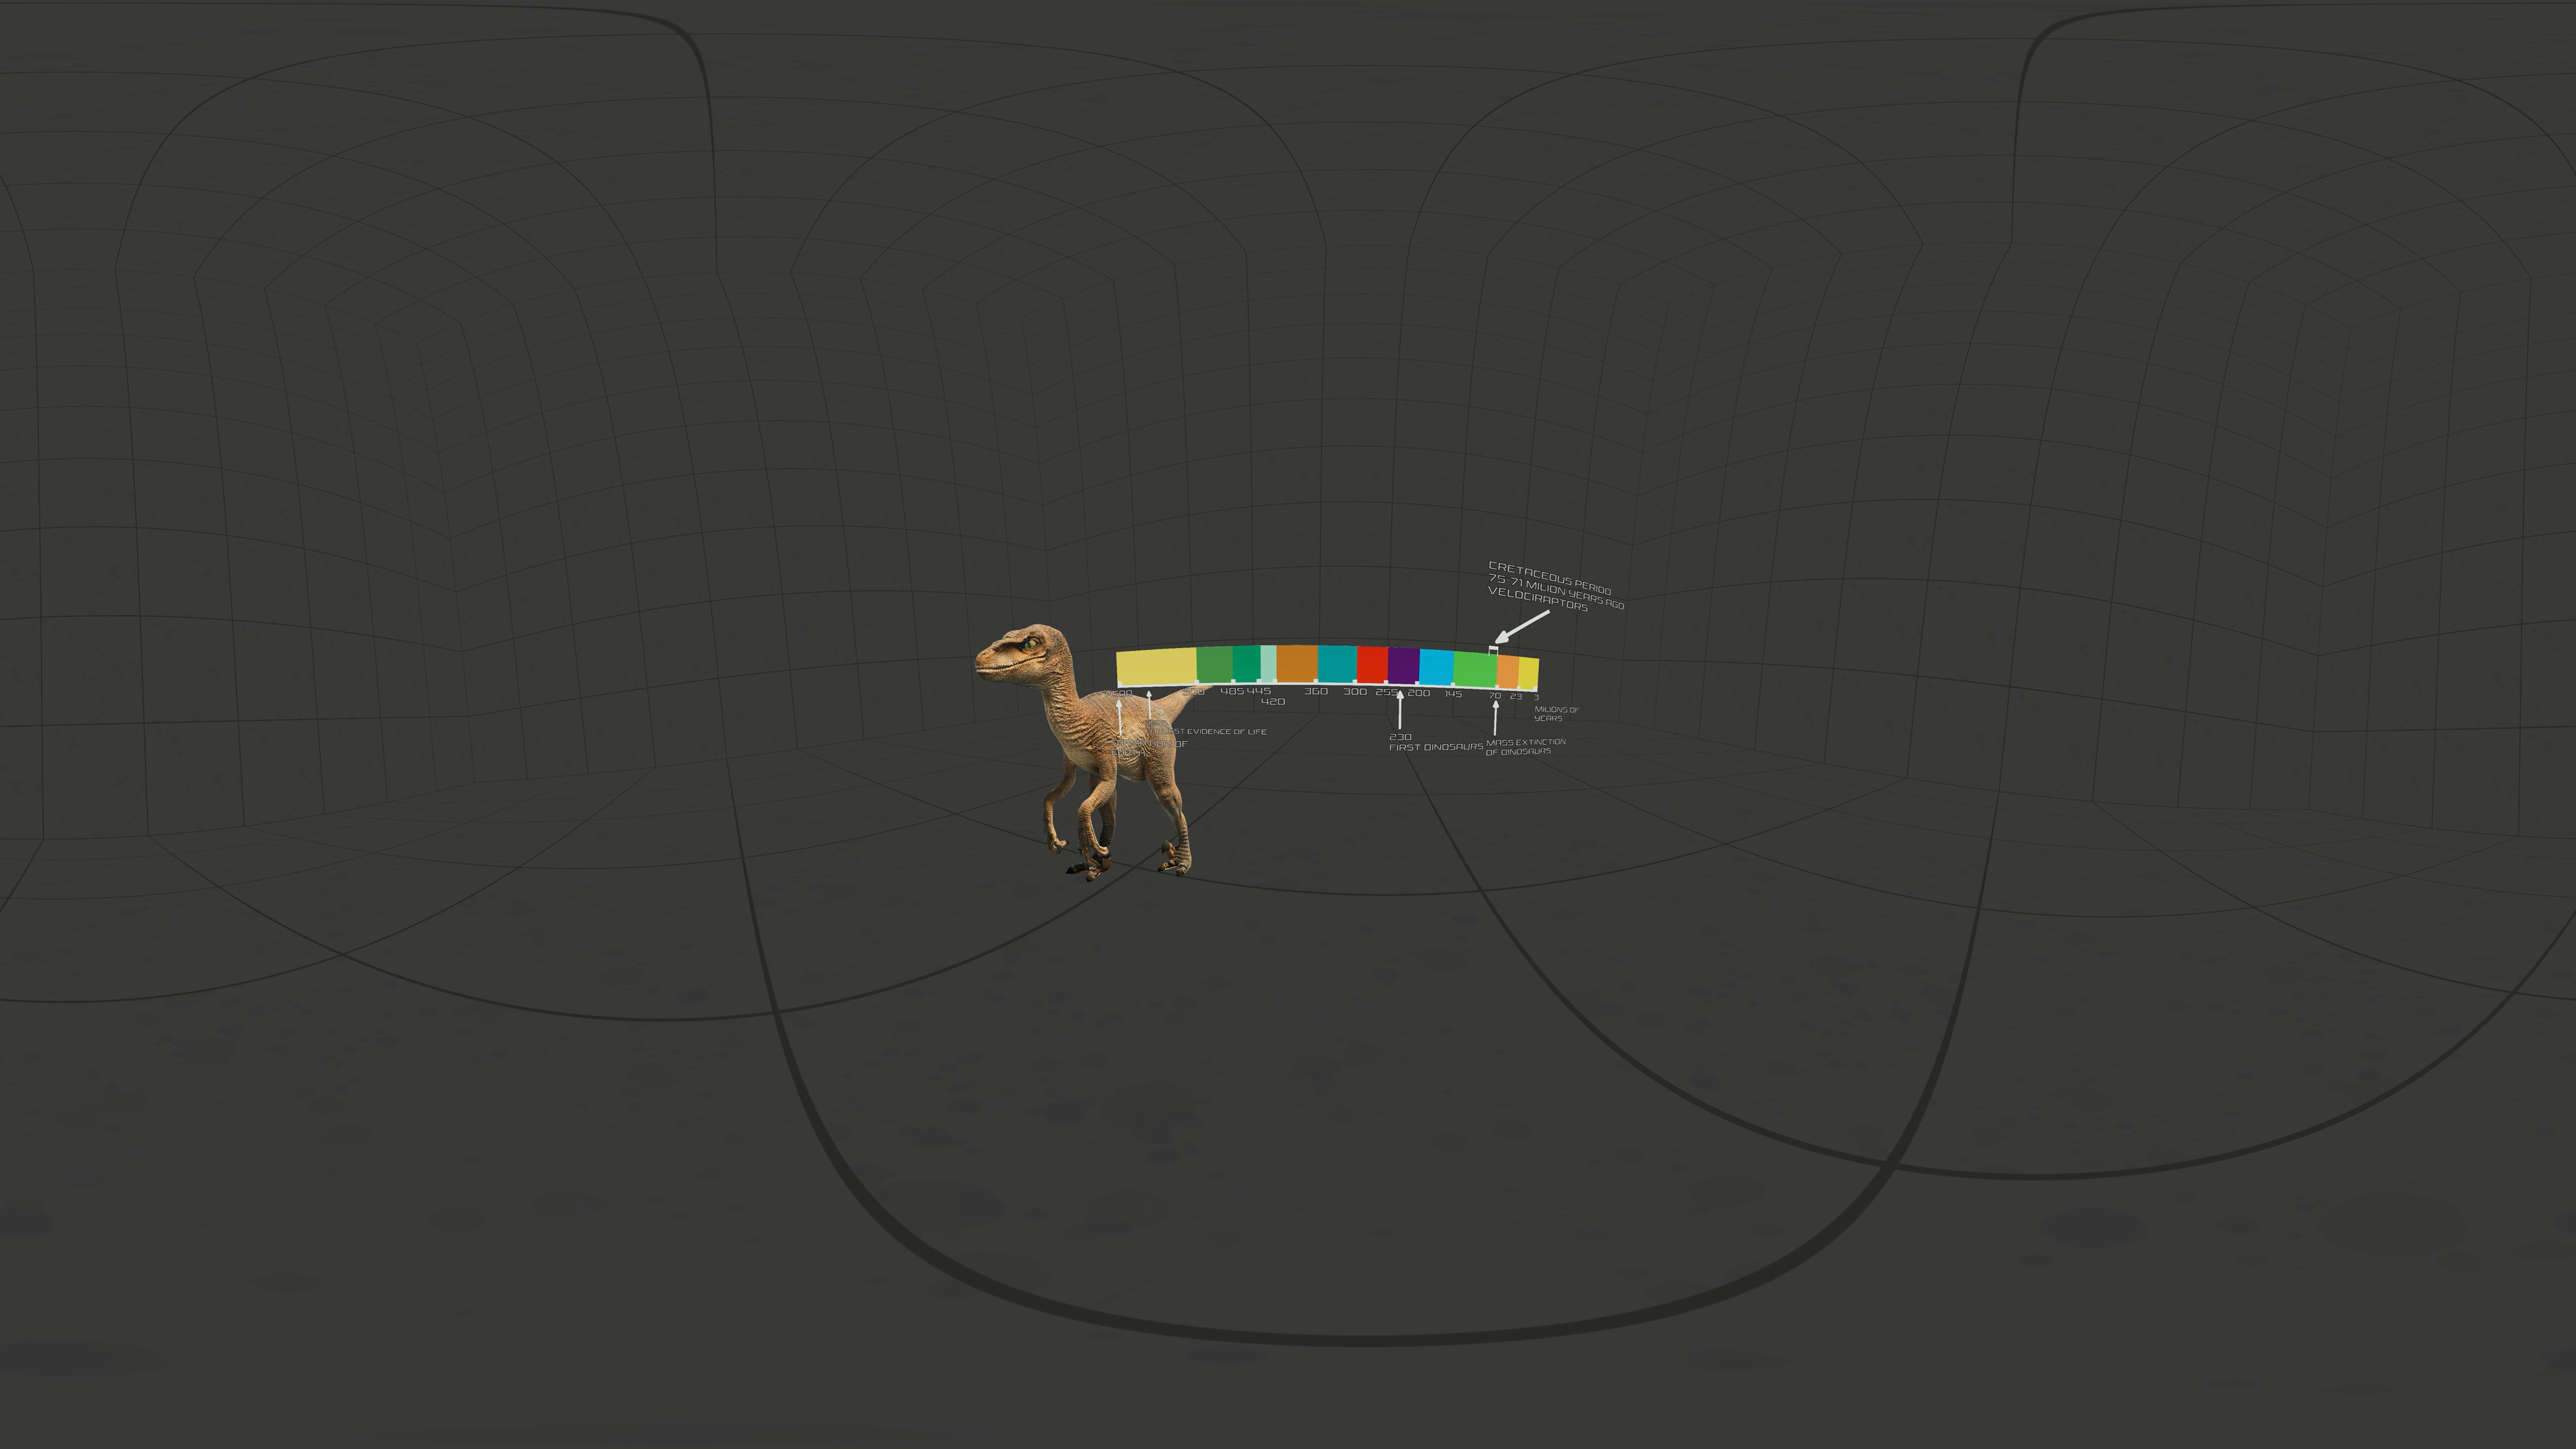 CRETACEOUS PERIOD
75-71 MILION YEARS AGO
VELOCIRAPTORS
485 445 360 300 255 200 145 70 23 3
420
MILIONS OF
YEARS
EVIDENCE OF LIFE
230
FIRST DINOSAURS
MASS EXTINCTION
OF DINOSAURS